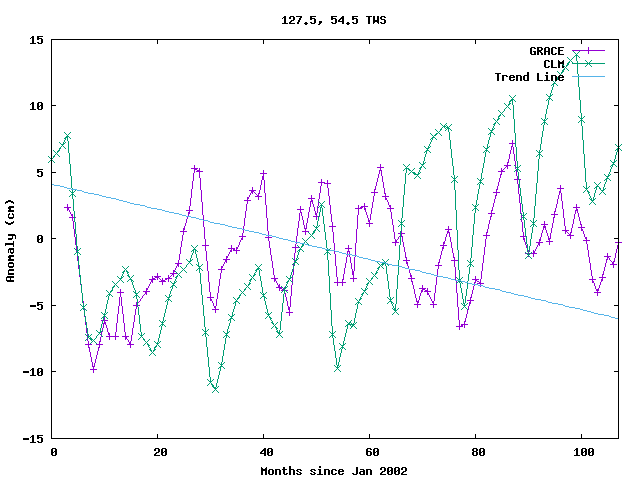 127.5, 54.5 TWS
GRACE
CLM
Trend Line
15
10
5
0
-5
-10
-15
Anomaly (cm)
0 20 40 60 80 100
Months since Jan 2002